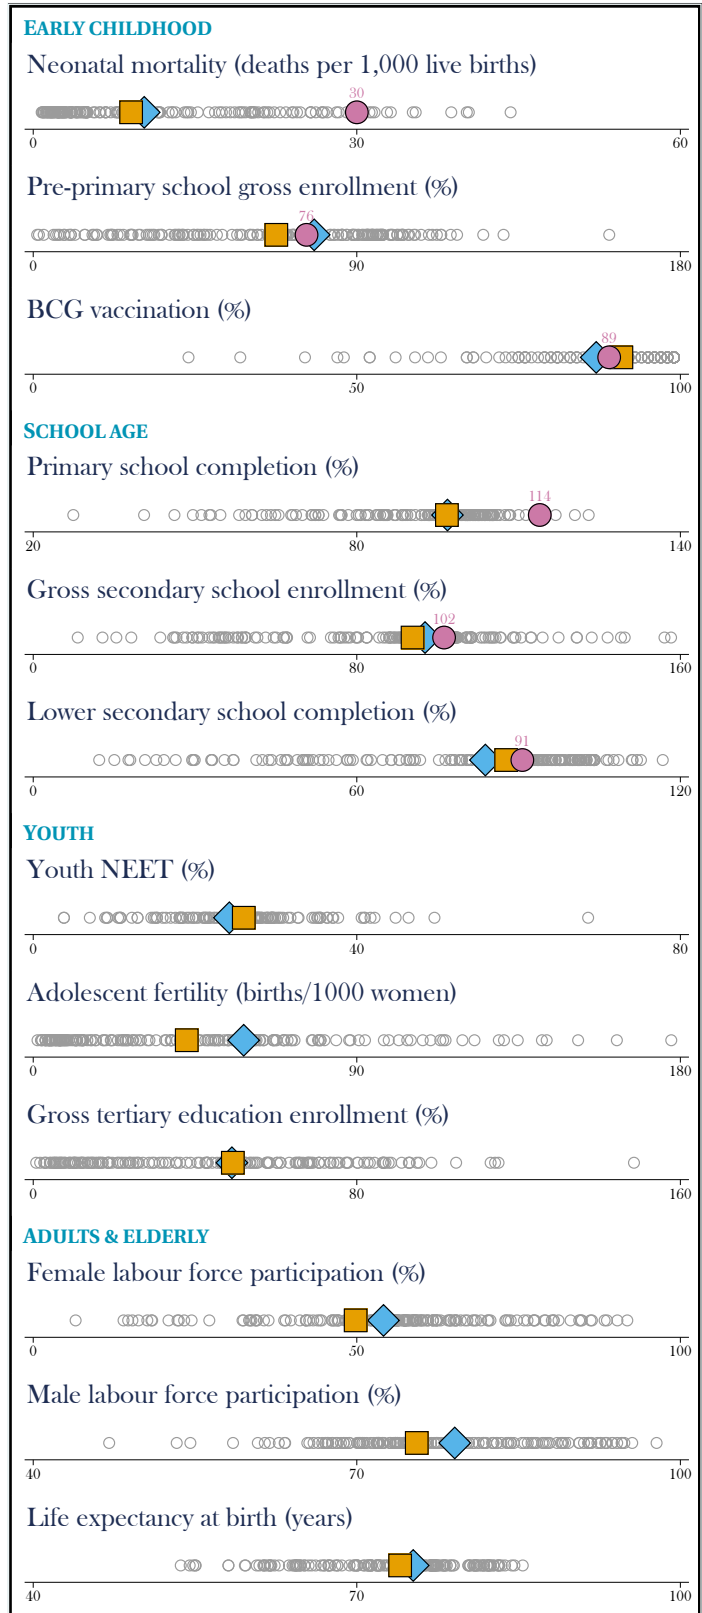 EARLY CHILDHOOD
Neonatal mortality (deaths per 1,000 live births)
30
0 30 60
Pre-primary school gross enrollment (%)
76
0 90 180
BCG vaccination (%)
89
0 50 100
SCHOOL AGE
Primary school completion (%)
114
20 80 140
Gross secondary school enrollment (%)
102
0 80 160
Lower secondary school completion (%)
91
0 60 120
YOUTH
Youth NEET (%)
0 40 80
Adolescent fertility (births/1000 women)
0 90 180
Gross tertiary education enrollment (%)
0 80 160
ADULTS & ELDERLY
Female labour force participation (%)
0 50 100
Male labour force participation (%)
40 70 100
Life expectancy at birth (years)
40 70 100